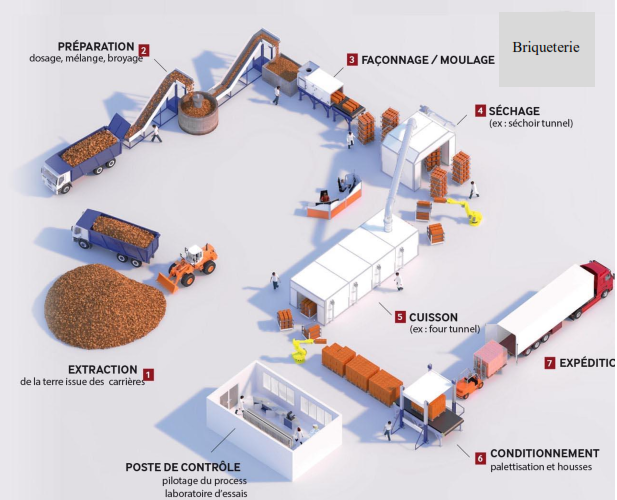 Briqueterie
PRÉPARATION 2
dosage, mélange, broyage
3 FAÇONNAGE / MOULAGE
4 SÉCHAGE
(ex : séchoir tunnel)
5 CUISSON
(ex : four tunnel)
7 EXPÉDITIO
EXTRACTION 1
de la terre issue des carrières
6 CONDITIONNEMENT
palettisation et housses
POSTE DE CONTRÔLE
pilotage du process
laboratoire d'essais